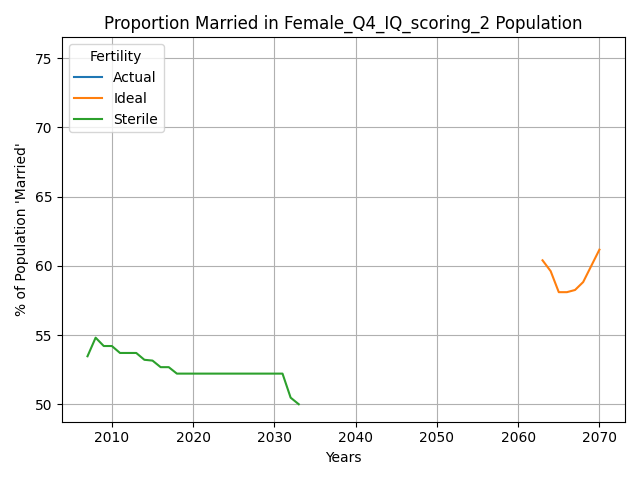 Proportion Married in Female_Q4_IQ_scoring_2 Population
Fertility
Actual
Ideal
Sterile
% of Population 'Married'
75
70
65
60
55
50
2010 2020 2030 2040 2050 2060 2070
Years